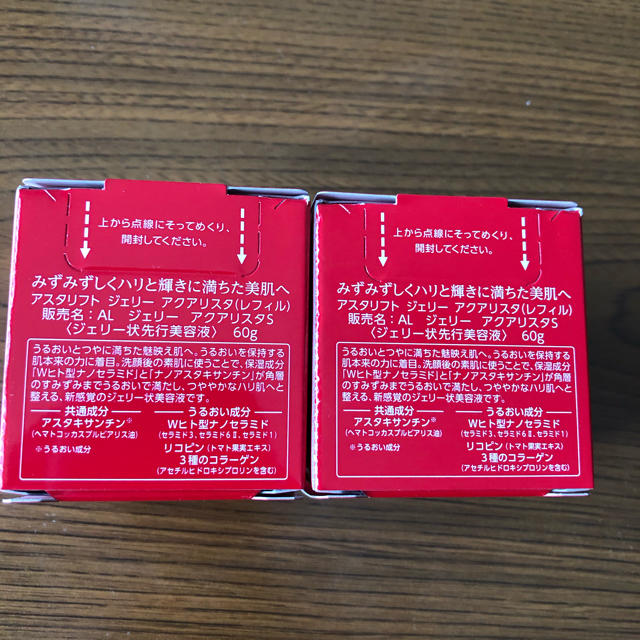 上から点線にそってめくり、
開封してください。
みずみずしくハリと輝きに満ちた美肌へ
アスタリフト ジェリー アクアリスタ(レフィル)
販売名：AL ジェリー アクアリスタS
〈ジェリー状先行美容液〉 60g
うるおいとつやに満ちた魅映え肌へ。うるおいを保持する
肌本来の力に着目。洗顔後の素肌に使うことで、保湿成分
「Wヒト型ナノセラミド」と「ナノアスタキサンチン」が角層
のすみずみまでうるおいで満たし、つややかなハリ肌へと
整える、新感覚のジェリー状美容液です。
共通成分
アスタキサンチン※
(ヘマトコッカスプルビアリス油)
※うるおい成分
うるおい成分
Wヒト型ナノセラミド
(セラミド3、セラミド6Ⅱ、セラミド1)
リコピン(トマト果実エキス)
3種のコラーゲン
(アセチルヒドロキシプロリンを含む)
上から点線にそってめくり、
開封してください。
みずみずしくハリと輝きに満ちた美肌へ
アスタリフト ジェリー アクアリスタ(レフィル)
販売名：AL ジェリー アクアリスタS
〈ジェリー状先行美容液〉 60g
うるおいとつやに満ちた魅映え肌へ。うるおいを保持する
肌本来の力に着目。洗顔後の素肌に使うことで、保湿成分
「Wヒト型ナノセラミド」と「ナノアスタキサンチン」が角層
のすみずみまでうるおいで満たし、つややかなハリ肌へと
整える、新感覚のジェリー状美容液です。
共通成分
アスタキサンチン※
(ヘマトコッカスプルビアリス油)
※うるおい成分
うるおい成分
Wヒト型ナノセラミド
(セラミド3、セラミド6Ⅱ、セラミド1)
リコピン(トマト果実エキス)
3種のコラーゲン
(アセチルヒドロキシプロリンを含む)